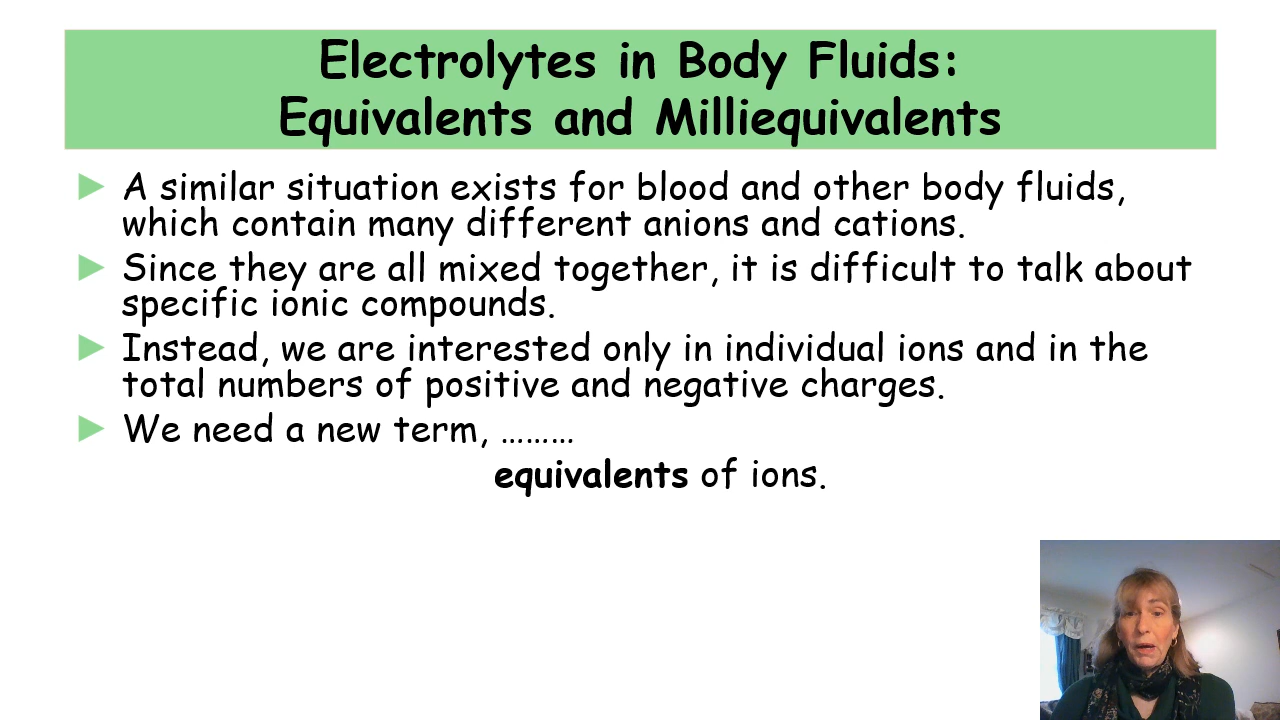 Electrolytes in Body Fluids:
Equivalents and Milliequivalents
A similar situation exists for blood and other body fluids,
which contain many different anions and cations.
Since they are all mixed together, it is difficult to talk about
specific ionic compounds.
Instead, we are interested only in individual ions and in the
total numbers of positive and negative charges.
We need a new term, ………
equivalents of ions.